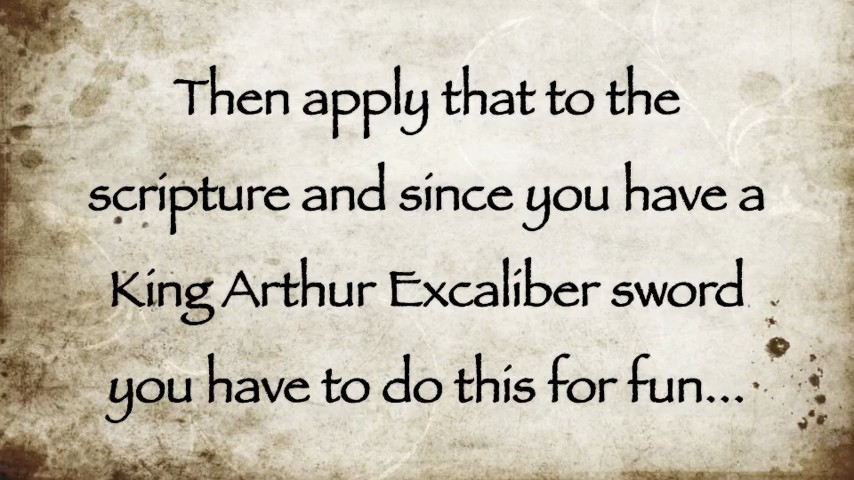 Then apply that to the
scripture and since you have a
King Arthur Excaliber sword
you have to do this for fun...